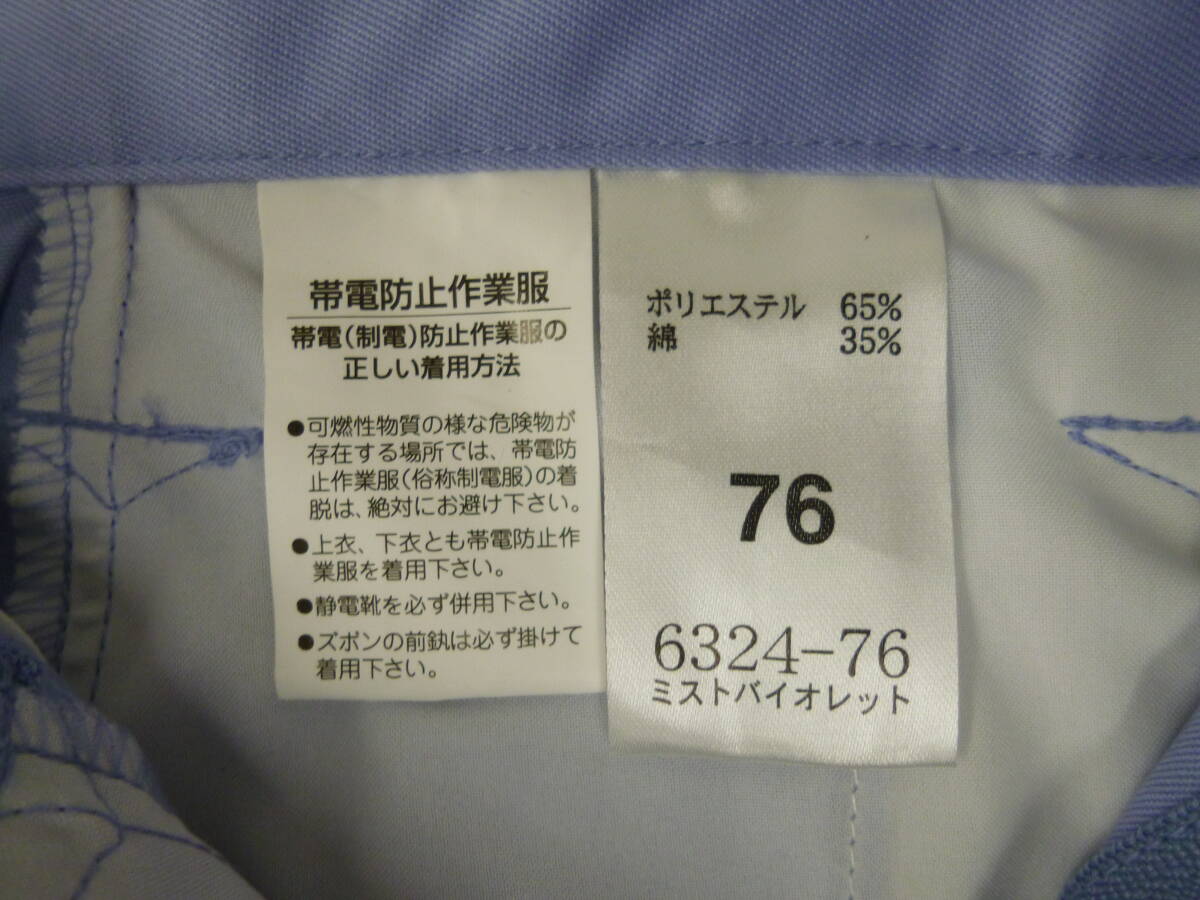 帯電防止作業服
帯電(制電)防止作業服の
正しい着用方法
●可燃性物質の様な危険物が
存在する場所では、帯電防
止作業服(俗称制電服)の着
脱は、絶対にお避け下さい。
●上衣、下衣とも帯電防止作
業服を着用下さい。
●静電靴を必ず併用下さい。
●ズボンの前釦は必ず掛けて
着用下さい。
ポリエステル 65%
綿 35%
76
6324-76
ミストバイオレット